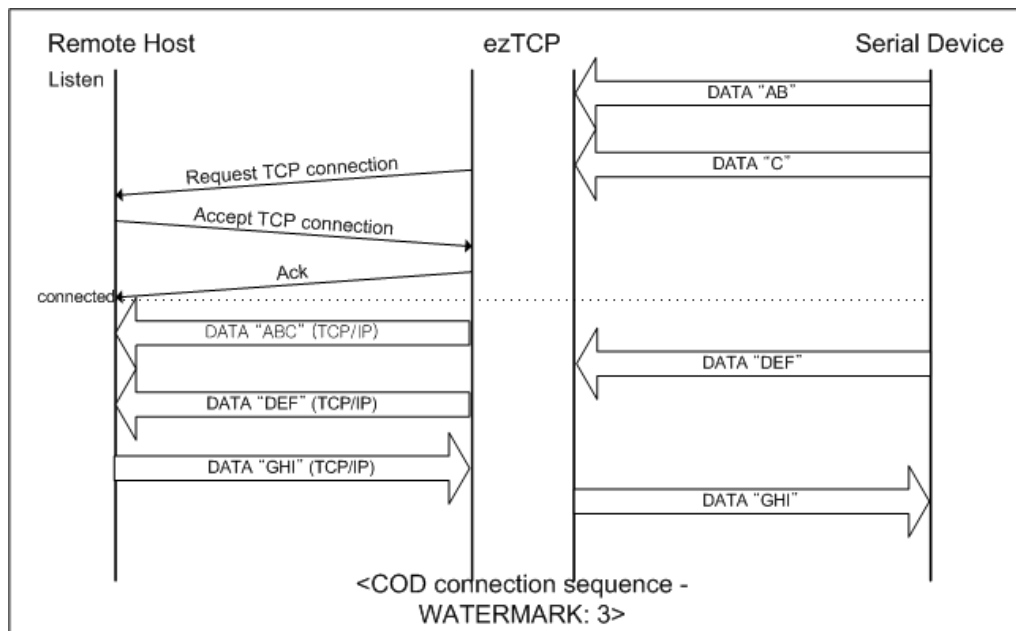 Remote Host
ezTCP
Serial Device
Listen
DATA “AB”
DATA “C”
Request TCP connection
Accept TCP connection
Ack
connected
DATA “ABC” (TCP/IP)
DATA “DEF”
DATA “DEF” (TCP/IP)
DATA “GHI” (TCP/IP)
DATA “GHI”
<COD connection sequence -
WATERMARK: 3>